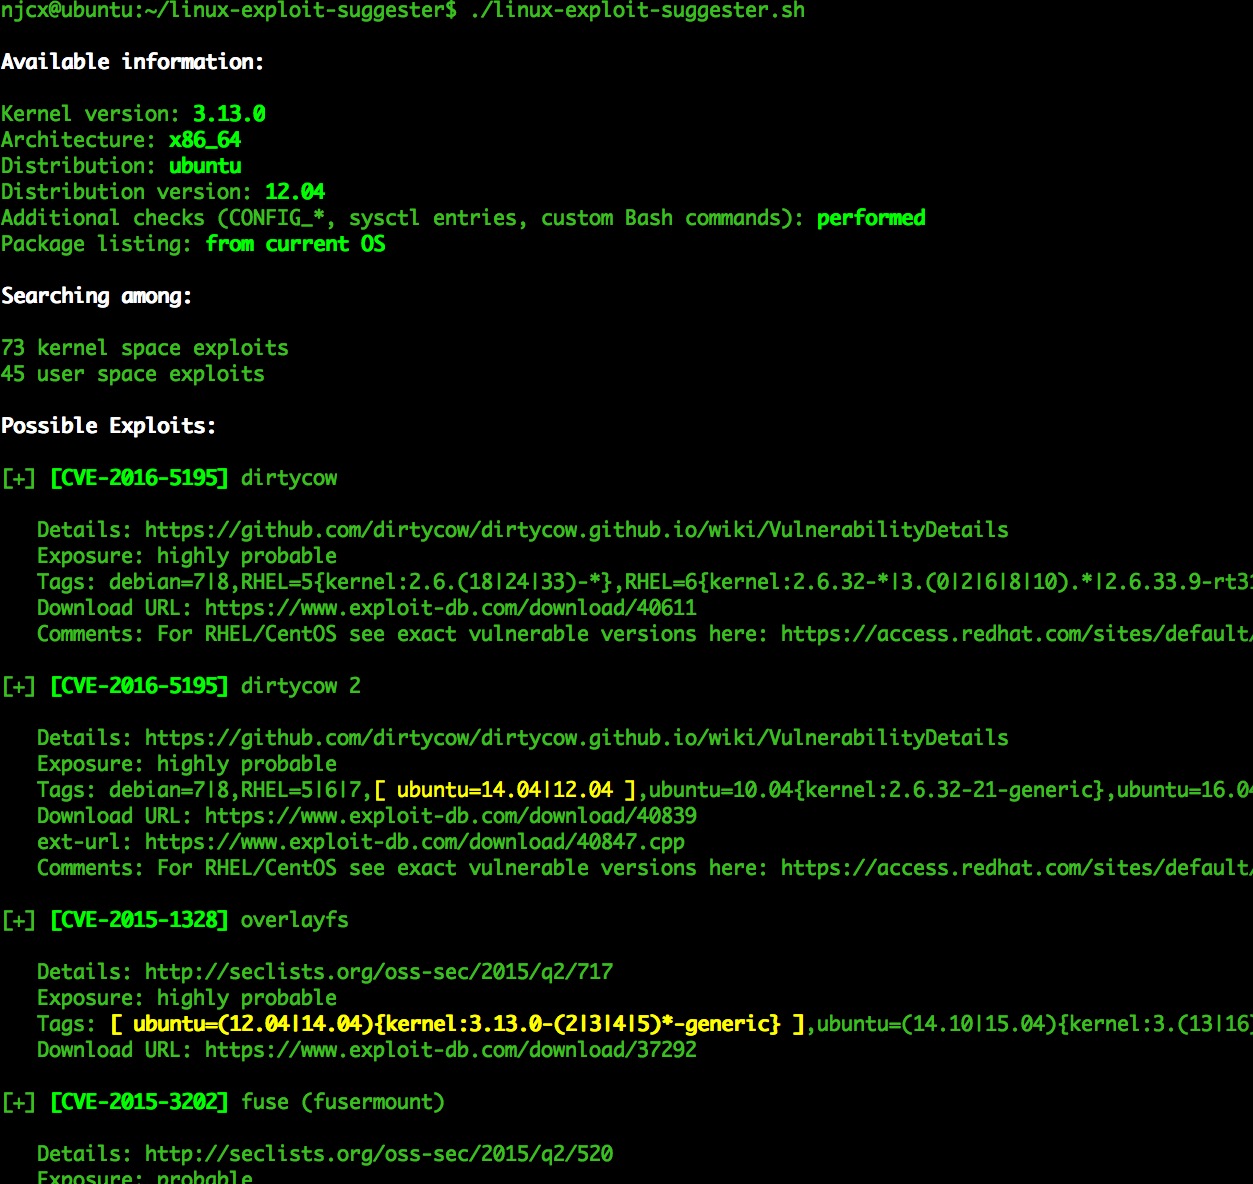 njcx@ubuntu:~/linux-exploit-suggester$ ./linux-exploit-suggester.sh
Available information:
Kernel version: 3.13.0
Architecture: x86_64
Distribution: ubuntu
Distribution version: 12.04
Additional checks (CONFIG_*, sysctl entries, custom Bash commands): performed
Package listing: from current OS
Searching among:
73 kernel space exploits
45 user space exploits
Possible Exploits:
[+] [CVE-2016-5195] dirtycow
Details: https://github.com/dirtycow/dirtycow.github.io/wiki/VulnerabilityDetails
Exposure: highly probable
Tags: debian=7|8,RHEL=5{kernel:2.6.(18|24|33)-*},RHEL=6{kernel:2.6.32-*|3.(0|2|6|8|10).*|2.6.33.9-rt31
Download URL: https://www.exploit-db.com/download/40611
Comments: For RHEL/CentOS see exact vulnerable versions here: https://access.redhat.com/sites/default/
[+] [CVE-2016-5195] dirtycow 2
Details: https://github.com/dirtycow/dirtycow.github.io/wiki/VulnerabilityDetails
Exposure: highly probable
Tags: debian=7|8,RHEL=5|6|7,[ ubuntu=14.04|12.04 ],ubuntu=10.04{kernel:2.6.32-21-generic},ubuntu=16.04
Download URL: https://www.exploit-db.com/download/40839
ext-url: https://www.exploit-db.com/download/40847.cpp
Comments: For RHEL/CentOS see exact vulnerable versions here: https://access.redhat.com/sites/default/
[+] [CVE-2015-1328] overlayfs
Details: http://seclists.org/oss-sec/2015/q2/717
Exposure: highly probable
Tags: [ ubuntu=(12.04|14.04){kernel:3.13.0-(2|3|4|5)*-generic} ],ubuntu=(14.10|15.04){kernel:3.(13|16)
Download URL: https://www.exploit-db.com/download/37292
[+] [CVE-2015-3202] fuse (fusermount)
Details: http://seclists.org/oss-sec/2015/q2/520
Exposure: probable